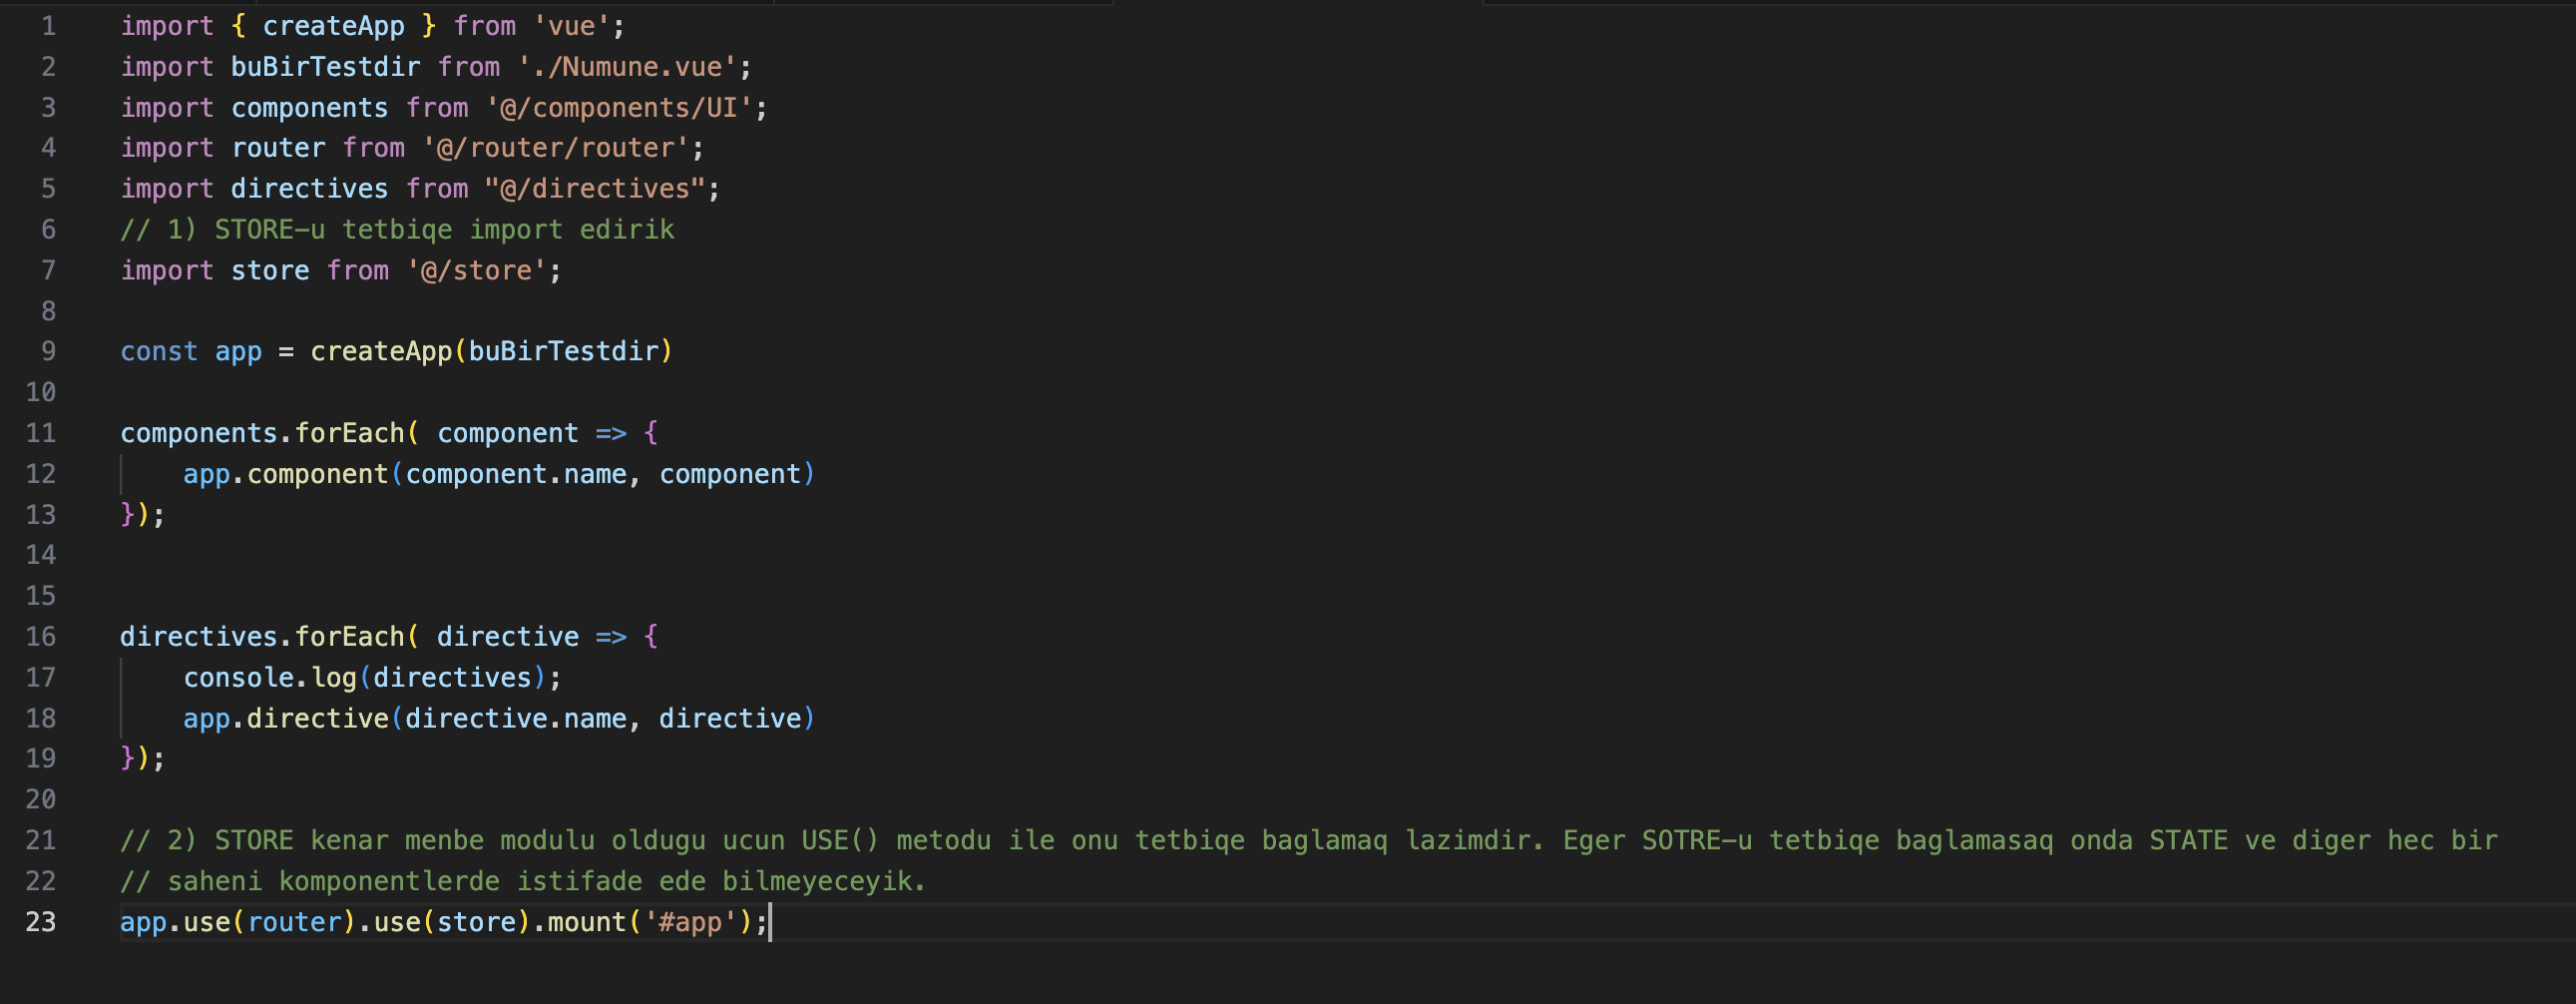 1 import { createApp } from 'vue';
2 import buBirTestdir from './Numune.vue';
3 import components from '@/components/UI';
4 import router from '@/router/router';
5 import directives from "@/directives";
6 // 1) STORE-u tetbiqe import edirik
7 import store from '@/store';
8
9 const app = createApp(buBirTestdir)
10
11 components.forEach( component => {
12     app.component(component.name, component)
13 });
14
15
16 directives.forEach( directive => {
17     console.log(directives);
18     app.directive(directive.name, directive)
19 });
20
21 // 2) STORE kenar menbe modulu oldugu ucun USE() metodu ile onu tetbiqe baglamaq lazimdir. Eger SOTRE-u tetbiqe baglamasaq onda STATE ve diger hec bir
22 // saheni komponentlerde istifade ede bilmeyeceyik.
23 app.use(router).use(store).mount('#app');